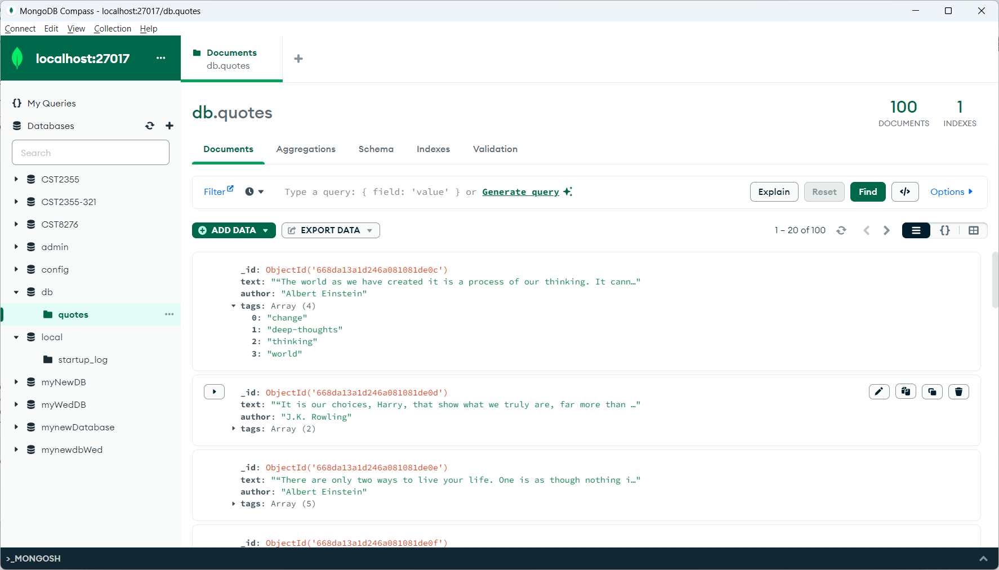 MongoDB Compass - localhost:27017/db.quotes
Connect Edit View Collection Help
localhost:27017 ···
Documents
db.quotes
{} My Queries
Databases
Search
CST2355
CST2355-321
CST8276
admin
config
db
quotes ···
local
startup_log
myNewDB
myWedDB
mynewDatabase
mynewdbWed
db.quotes
100
DOCUMENTS
1
INDEXES
Documents Aggregations Schema Indexes Validation
Filter Type a query: { field: 'value' } or Generate query Explain Reset Find </> Options
ADD DATA EXPORT DATA 1 – 20 of 100 {}
_id: ObjectId('668da13a1d246a081081de0c')
text: "“The world as we have created it is a process of our thinking. It cann…"
author: "Albert Einstein"
tags: Array (4)
0: "change"
1: "deep-thoughts"
2: "thinking"
3: "world"
_id: ObjectId('668da13a1d246a081081de0d')
text: "“It is our choices, Harry, that show what we truly are, far more than …"
author: "J.K. Rowling"
tags: Array (2)
_id: ObjectId('668da13a1d246a081081de0e')
text: "“There are only two ways to live your life. One is as though nothing i…"
author: "Albert Einstein"
tags: Array (5)
_id: ObjectId('668da13a1d246a081081de0f')
>_MONGOSH